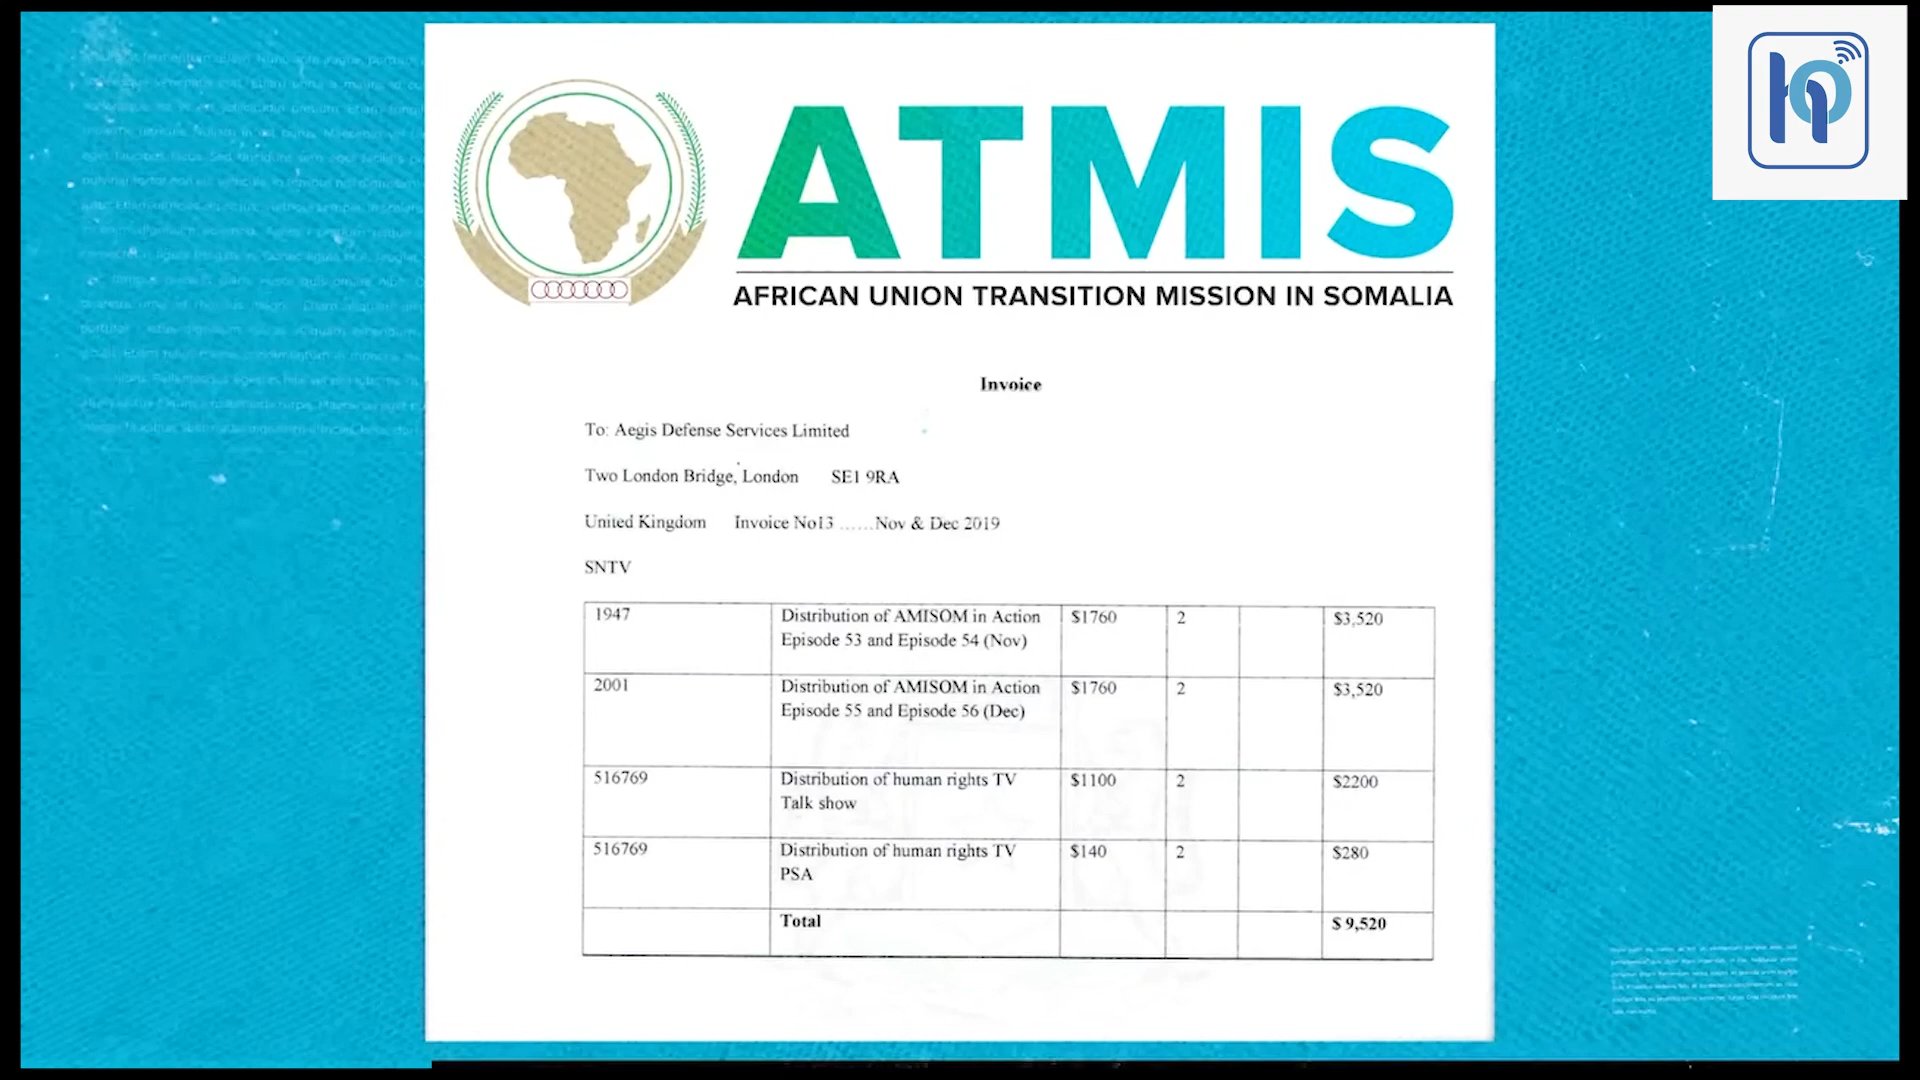 ATMIS
AFRICAN UNION TRANSITION MISSION IN SOMALIA
Invoice
To: Aegis Defense Services Limited
Two London Bridge, London SE1 9RA
United Kingdom Invoice No13 ......Nov & Dec 2019
SNTV
1947 Distribution of AMISOM in Action $1760 2 $3,520
Episode 53 and Episode 54 (Nov)
2001 Distribution of AMISOM in Action $1760 2 $3,520
Episode 55 and Episode 56 (Dec)
516769 Distribution of human rights TV $1100 2 $2200
Talk show
516769 Distribution of human rights TV $140 2 $280
PSA
Total $ 9,520